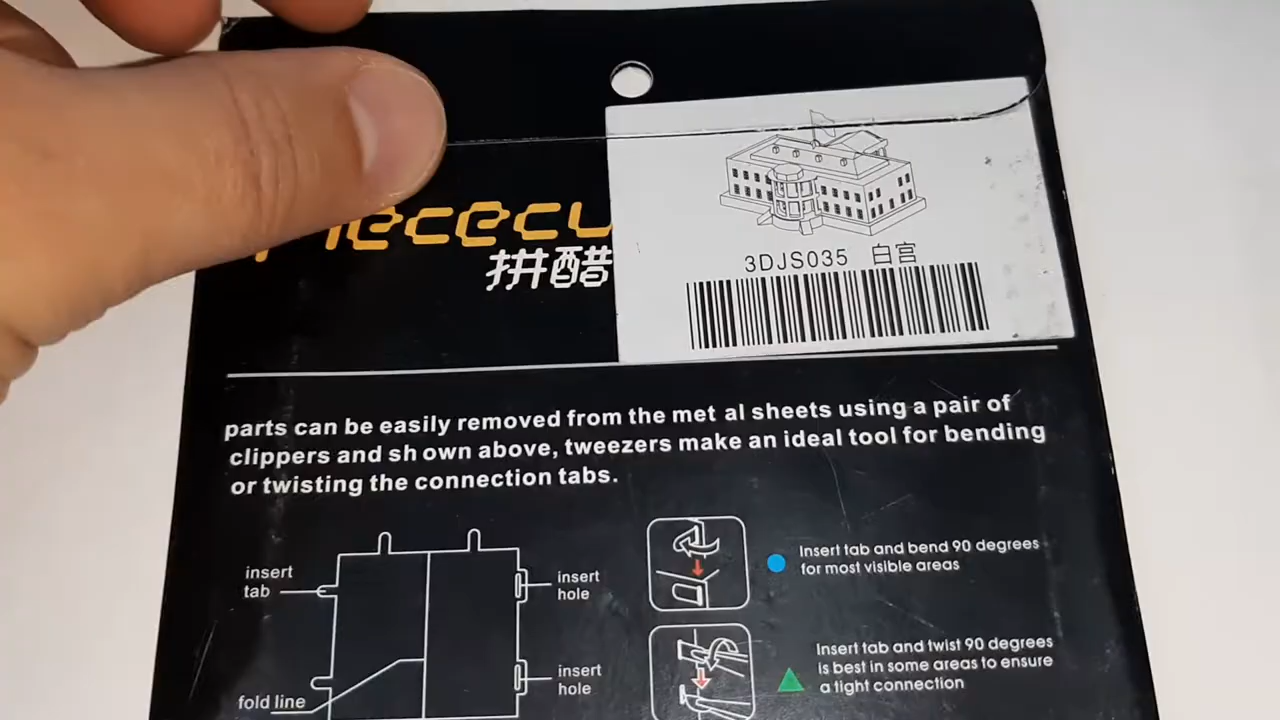 Piececu
拼醋
3DJS035 白宫
parts can be easily removed from the met al sheets using a pair of
clippers and sh own above, tweezers make an ideal tool for bending
or twisting the connection tabs.
insert
tab
insert
hole
insert
hole
fold line
Insert tab and bend 90 degrees
for most visible areas
Insert tab and twist 90 degrees
is best in some areas to ensure
a tight connection